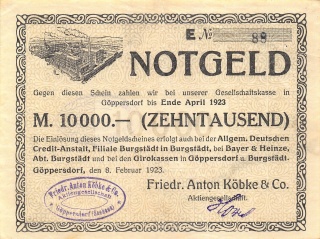 E № 88
NOTGELD
Gegen diesen Schein zahlen wir bei unserer Gesellschaftskasse
in Göppersdorf bis Ende April 1923
M. 10000.— (ZEHNTAUSEND)
Die Einlösung dieses Notgeldscheines erfolgt auch bei der Allgem. Deutschen
Credit-Anstalt, Filiale Burgstädt in Burgstädt, bei Bayer & Heinze,
Abt. Burgstädt und bei den Girokassen in Göppersdorf u. Burgstädt.
Göppersdorf, den 8. Februar 1923.
Friedr. Anton Köbke & Co.
Aktiengesellschaft.
Friedr. Anton Köbke & Co.
Aktiengesellschaft
Göppersdorf (Sachsen)